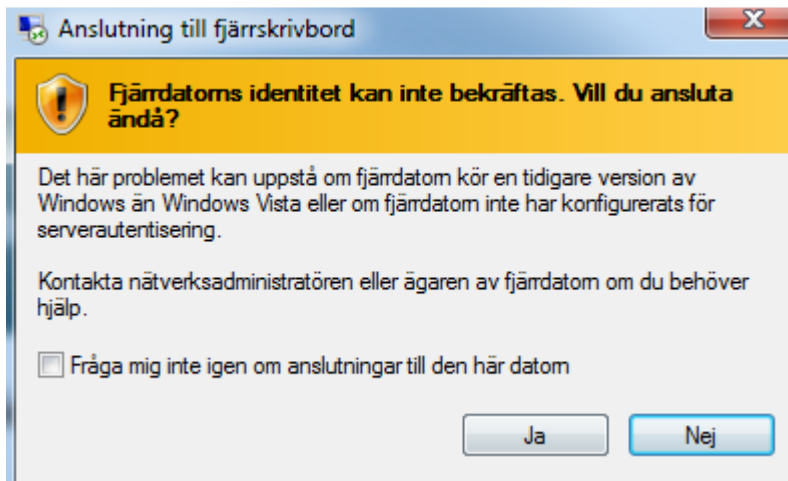 Anslutning till fjärrskrivbord
Fjärrdatorns identitet kan inte bekräftas. Vill du ansluta
ändå?
Det här problemet kan uppstå om fjärrdatorn kör en tidigare version av
Windows än Windows Vista eller om fjärrdatorn inte har konfigurerats för
serverautentisering.
Kontakta nätverksadministratören eller ägaren av fjärrdatorn om du behöver
hjälp.
Fråga mig inte igen om anslutningar till den här datorn
Ja
Nej